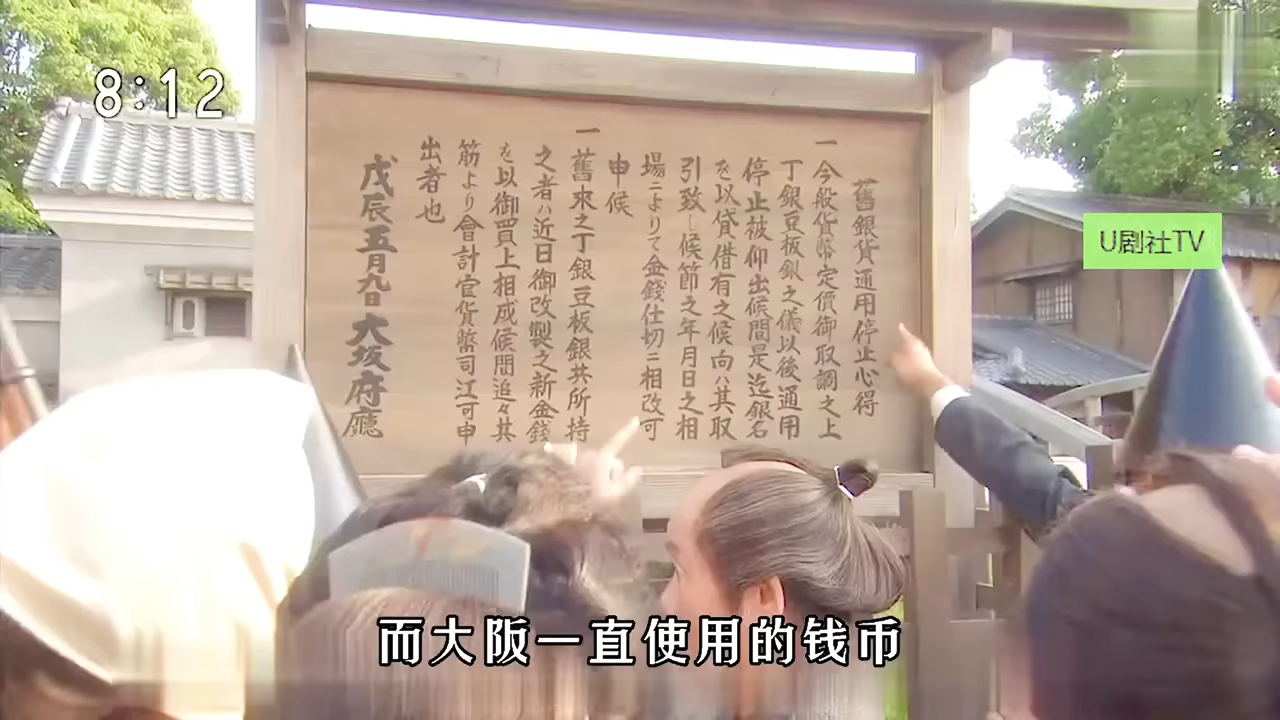 8:12
U剧社TV
舊銀貨通用停止心得
一
今般貨幣定價御取調之上
丁銀豆板銀之儀以後通用
停止被仰出候間是迄銀名
を以貸借有之候向ハ其取
引致し候節之年月日之相
場ニよりて金錢仕切ニ相改可
申候
一
舊来之丁銀豆板銀共所持
之者ハ近日御改製之新金錢
を以御買上相成候間追々其
筋より會計官貨幣司江可申
出者也
戊辰五月九日 大坂府廳
而大阪一直使用的钱币